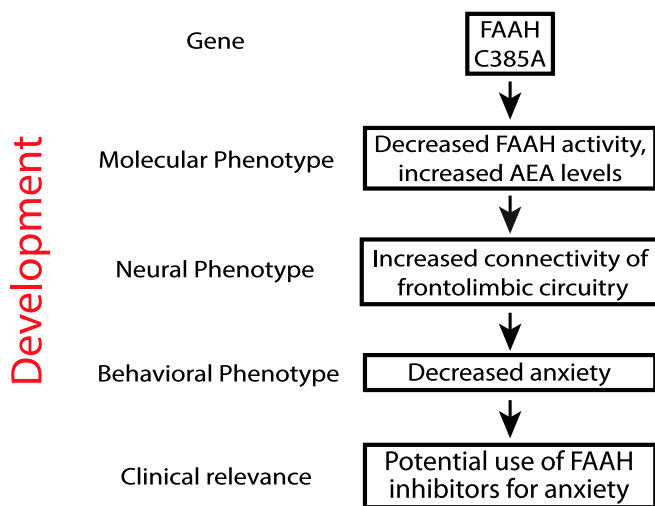 Development
Gene
FAAH
C385A
Molecular Phenotype
Decreased FAAH activity,
increased AEA levels
Neural Phenotype
Increased connectivity of
frontolimbic circuitry
Behavioral Phenotype
Decreased anxiety
Clinical relevance
Potential use of FAAH
inhibitors for anxiety